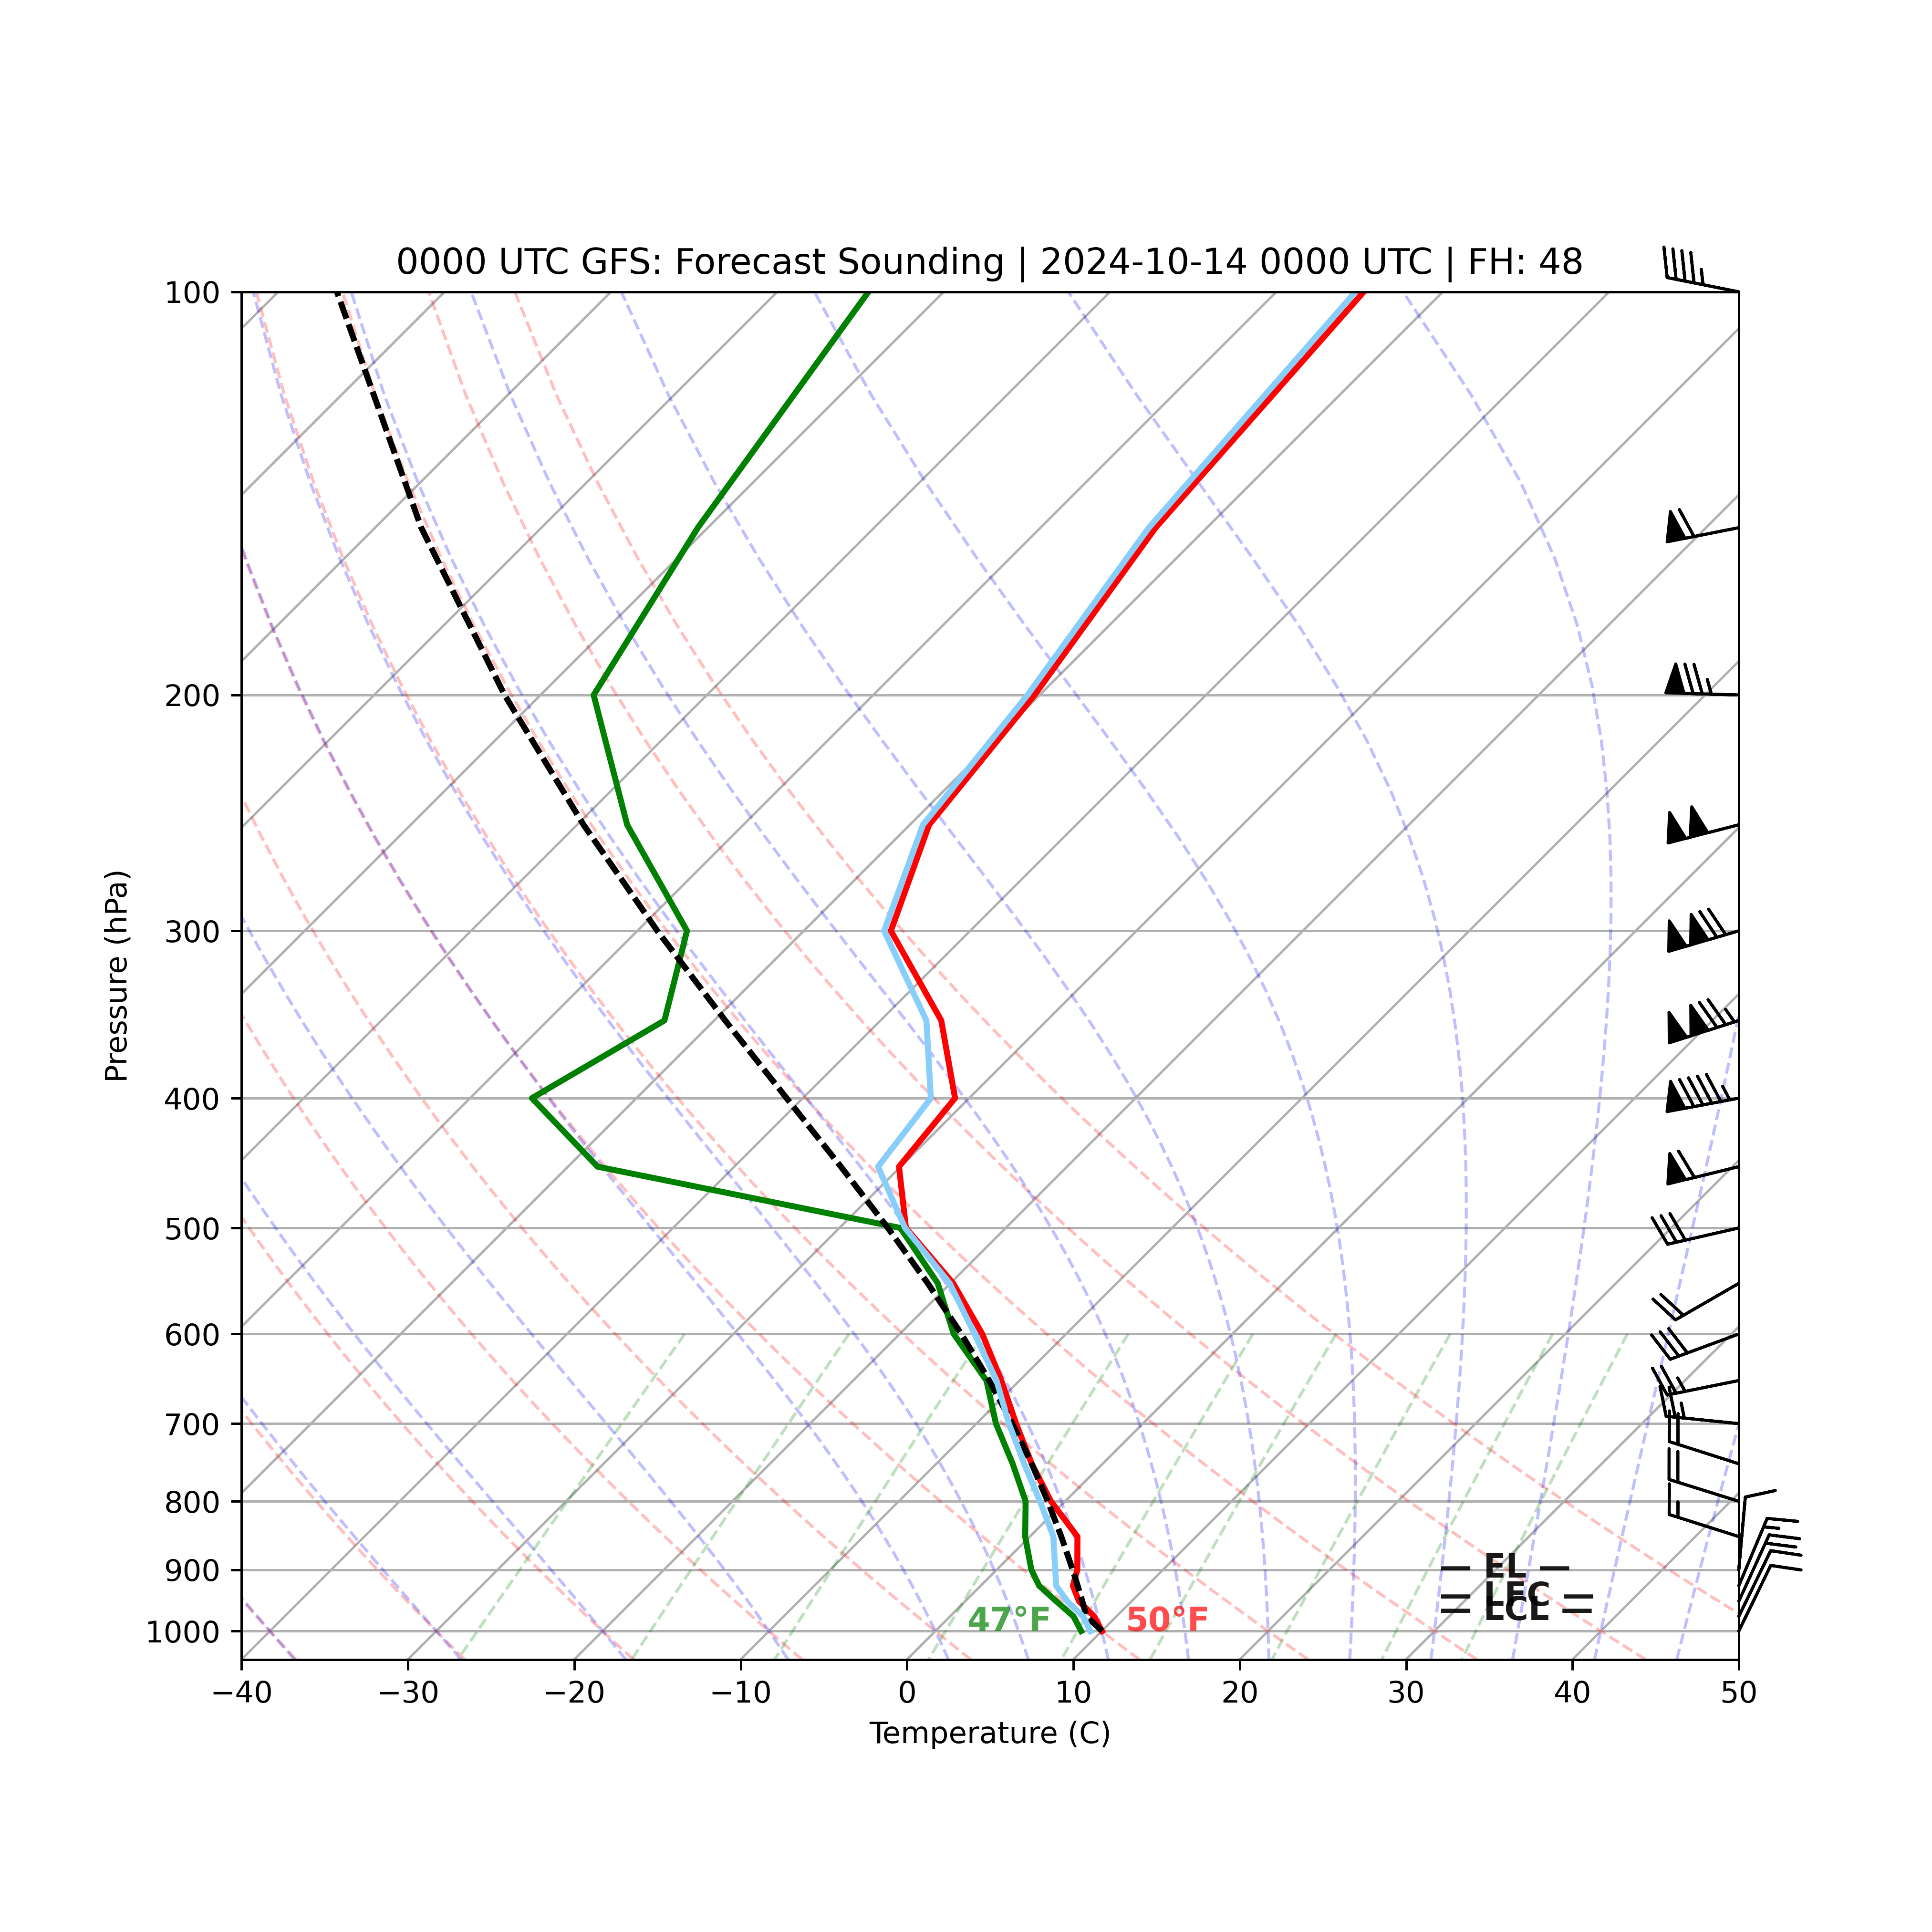 0000 UTC GFS: Forecast Sounding | 2024-10-14 0000 UTC | FH: 48
100
200
300
400
500
600
700
800
900
1000
Pressure (hPa)
— EL —
— LFC —
— LCL —
47°F
50°F
−40 −30 −20 −10 0 10 20 30 40 50
Temperature (C)